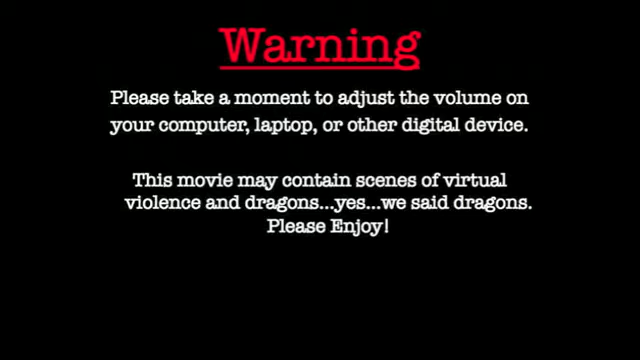 Warning
Please take a moment to adjust the volume on
your computer, laptop, or other digital device.
This movie may contain scenes of virtual
violence and dragons...yes...we said dragons.
Please Enjoy!